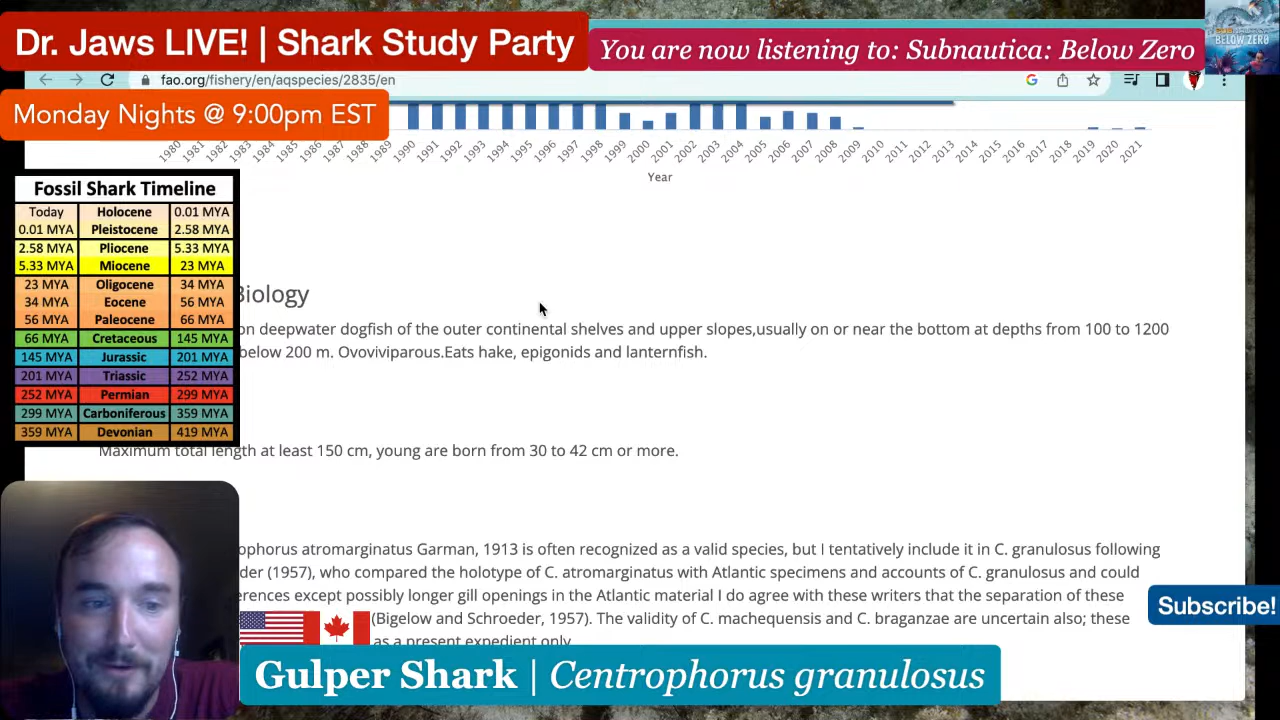 Dr. Jaws LIVE! | Shark Study Party
You are now listening to: Subnautica: Below Zero
BELOW ZERO
fao.org/fishery/en/aqspecies/2835/en
Monday Nights @ 9:00pm EST
1980 1981 1982 1983 1984 1985 1986 1987 1988 1989 1990 1991 1992 1993 1994 1995 1996 1997 1998 1999 2000 2001 2002 2003 2004 2005 2006 2007 2008 2009 2010 2011 2012 2013 2014 2015 2016 2017 2018 2019 2020 2021
Year
Fossil Shark Timeline
Today Holocene 0.01 MYA
0.01 MYA Pleistocene 2.58 MYA
2.58 MYA Pliocene 5.33 MYA
5.33 MYA Miocene 23 MYA
23 MYA Oligocene 34 MYA
34 MYA Eocene 56 MYA
56 MYA Paleocene 66 MYA
66 MYA Cretaceous 145 MYA
145 MYA Jurassic 201 MYA
201 MYA Triassic 252 MYA
252 MYA Permian 299 MYA
299 MYA Carboniferous 359 MYA
359 MYA Devonian 419 MYA
Biology
on deepwater dogfish of the outer continental shelves and upper slopes,usually on or near the bottom at depths from 100 to 1200
below 200 m. Ovoviviparous.Eats hake, epigonids and lanternfish.
Maximum total length at least 150 cm, young are born from 30 to 42 cm or more.
ophorus atromarginatus Garman, 1913 is often recognized as a valid species, but I tentatively include it in C. granulosus following
der (1957), who compared the holotype of C. atromarginatus with Atlantic specimens and accounts of C. granulosus and could
erences except possibly longer gill openings in the Atlantic material I do agree with these writers that the separation of these
(Bigelow and Schroeder, 1957). The validity of C. machequensis and C. braganzae are uncertain also; these
as a present expedient only.
Subscribe!
Gulper Shark | Centrophorus granulosus